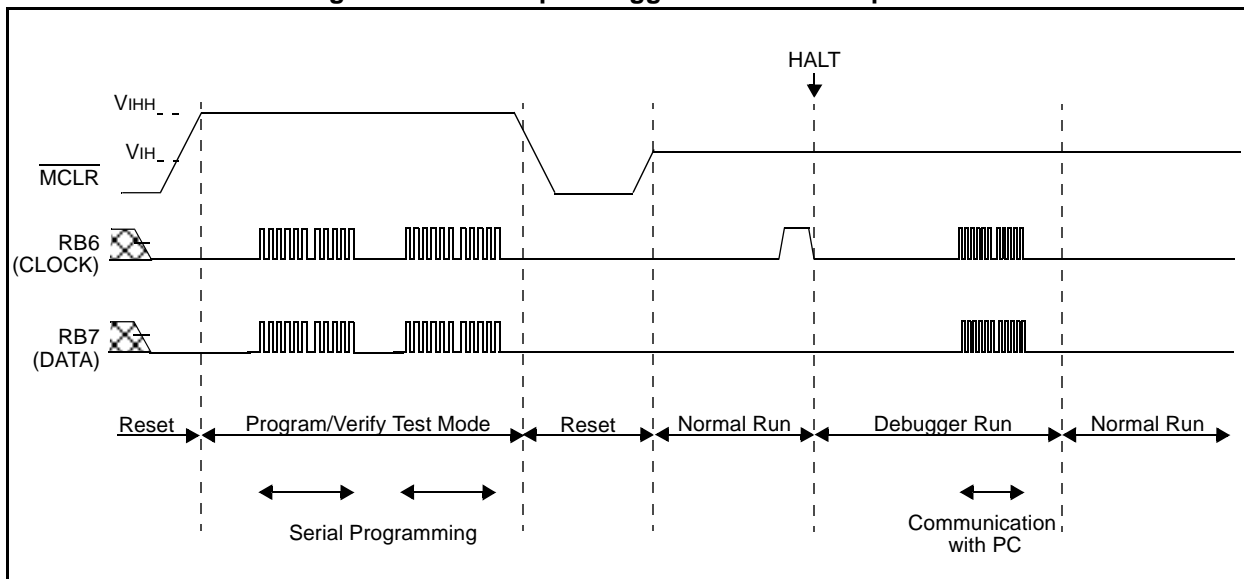 HALT
VIHH
VIH
MCLR
RB6
(CLOCK)
RB7
(DATA)
Reset
Program/Verify Test Mode
Reset
Normal Run
Debugger Run
Normal Run
Serial Programming
Communication
with PC